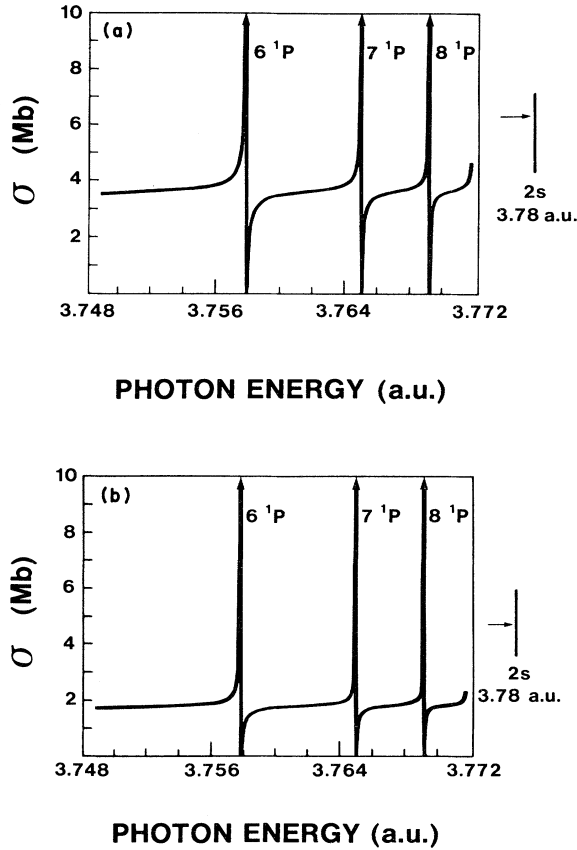 10
(a)
6 ¹P 7 ¹P 8 ¹P
8
6
σ (Mb)
4
2s
3.78 a.u.
2
3.748 3.756 3.764 3.772
PHOTON ENERGY (a.u.)
10
(b)
6 ¹P 7 ¹P 8 ¹P
8
6
σ (Mb)
4
2s
3.78 a.u.
2
3.748 3.756 3.764 3.772
PHOTON ENERGY (a.u.)